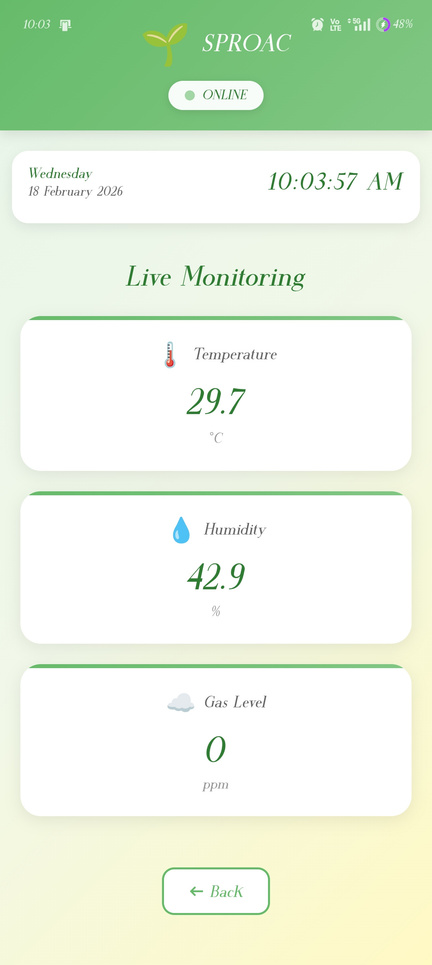 10:03
Vo
LTE
5G
48%
SPROAC
ONLINE
Wednesday
18 February 2026
10:03:57 AM
Live Monitoring
Temperature
29.7
°C
Humidity
42.9
%
Gas Level
0
ppm
← Back